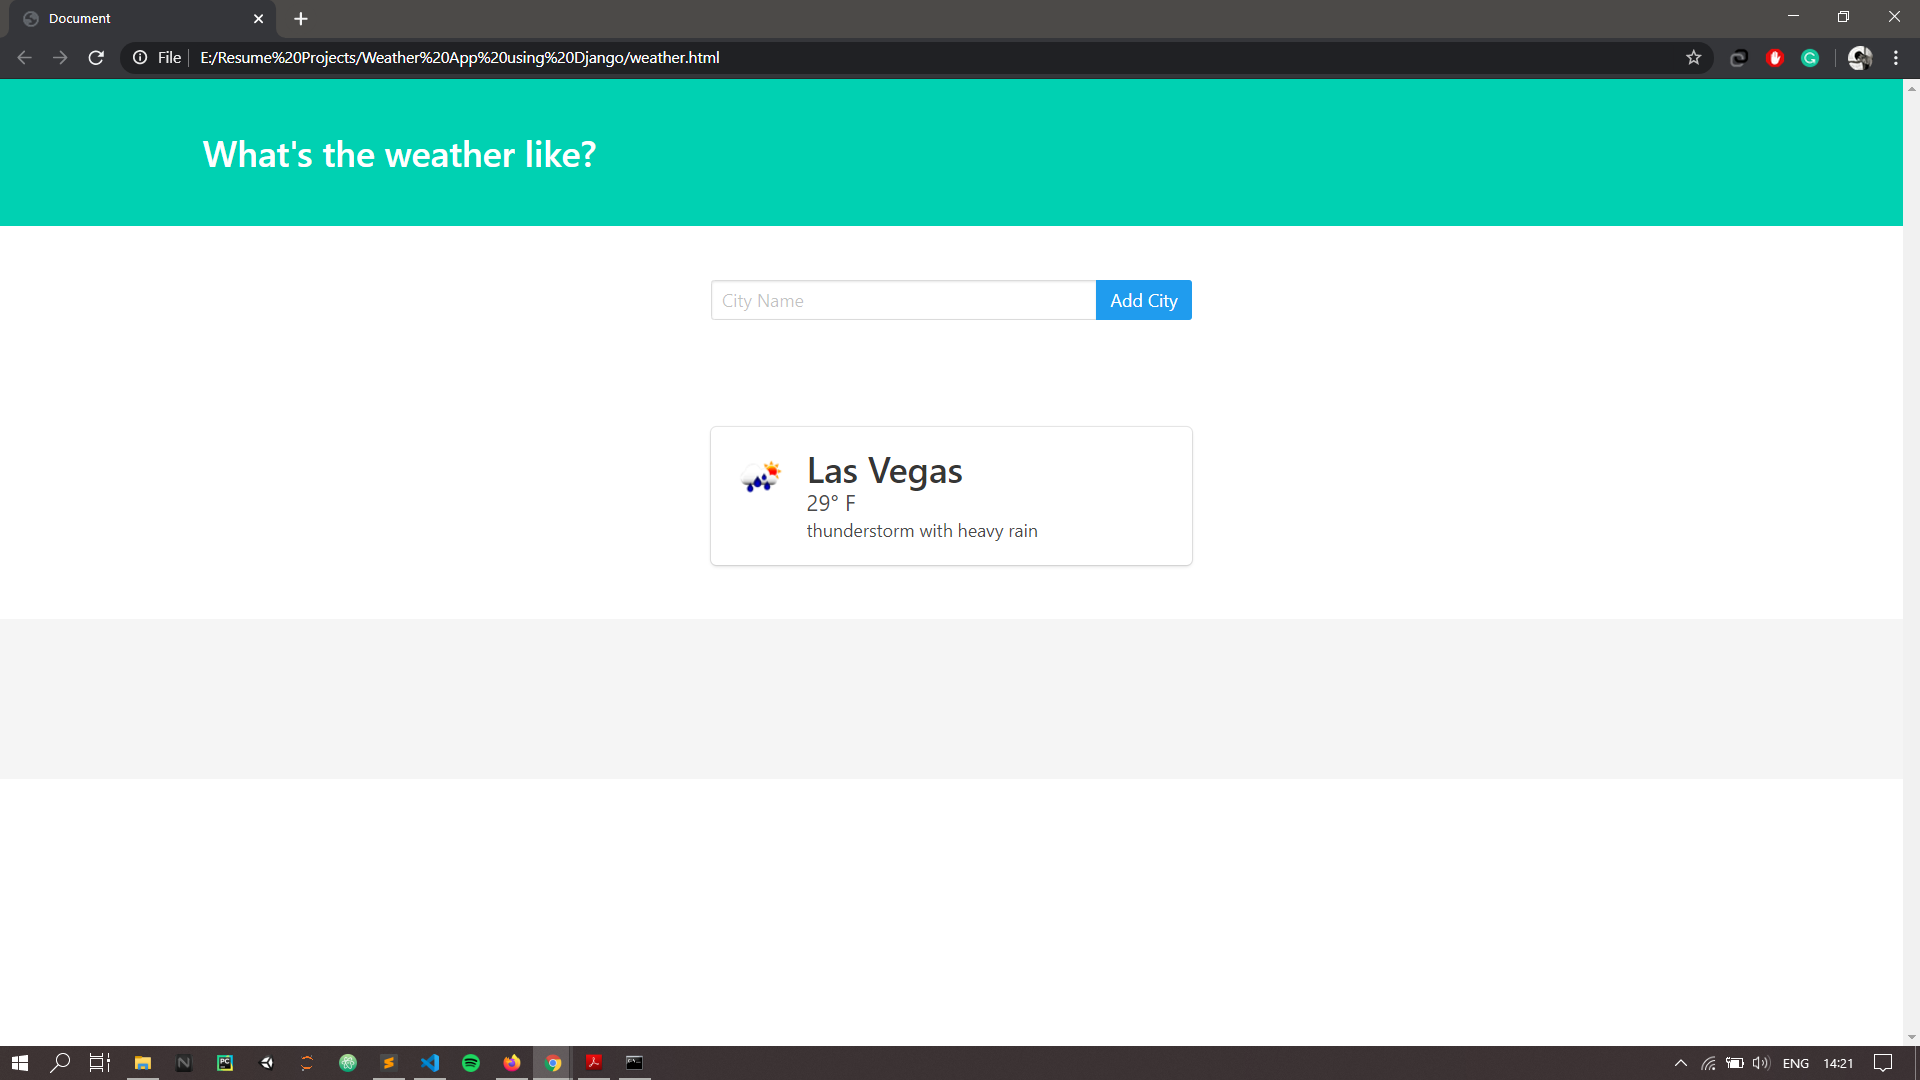 Document
File
E:/Resume%20Projects/Weather%20App%20using%20Django/weather.html
What's the weather like?
City Name
Add City
Las Vegas
29° F
thunderstorm with heavy rain
ENG
14:21